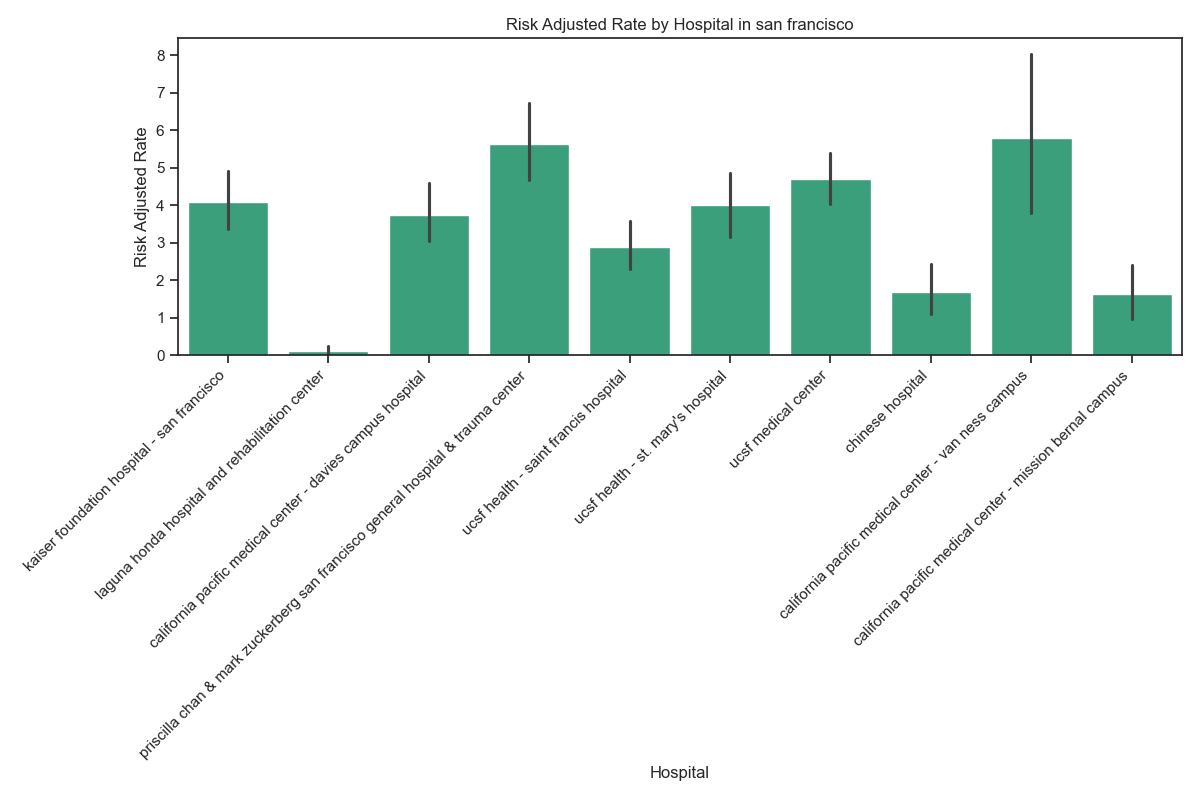 Risk Adjusted Rate by Hospital in san francisco
Risk Adjusted Rate
8
7
6
5
4
3
2
1
0
kaiser foundation hospital - san francisco
laguna honda hospital and rehabilitation center
california pacific medical center - davies campus hospital
priscilla chan & mark zuckerberg san francisco general hospital & trauma center
ucsf health - saint francis hospital
ucsf health - st. mary's hospital
ucsf medical center
chinese hospital
california pacific medical center - van ness campus
california pacific medical center - mission bernal campus
Hospital